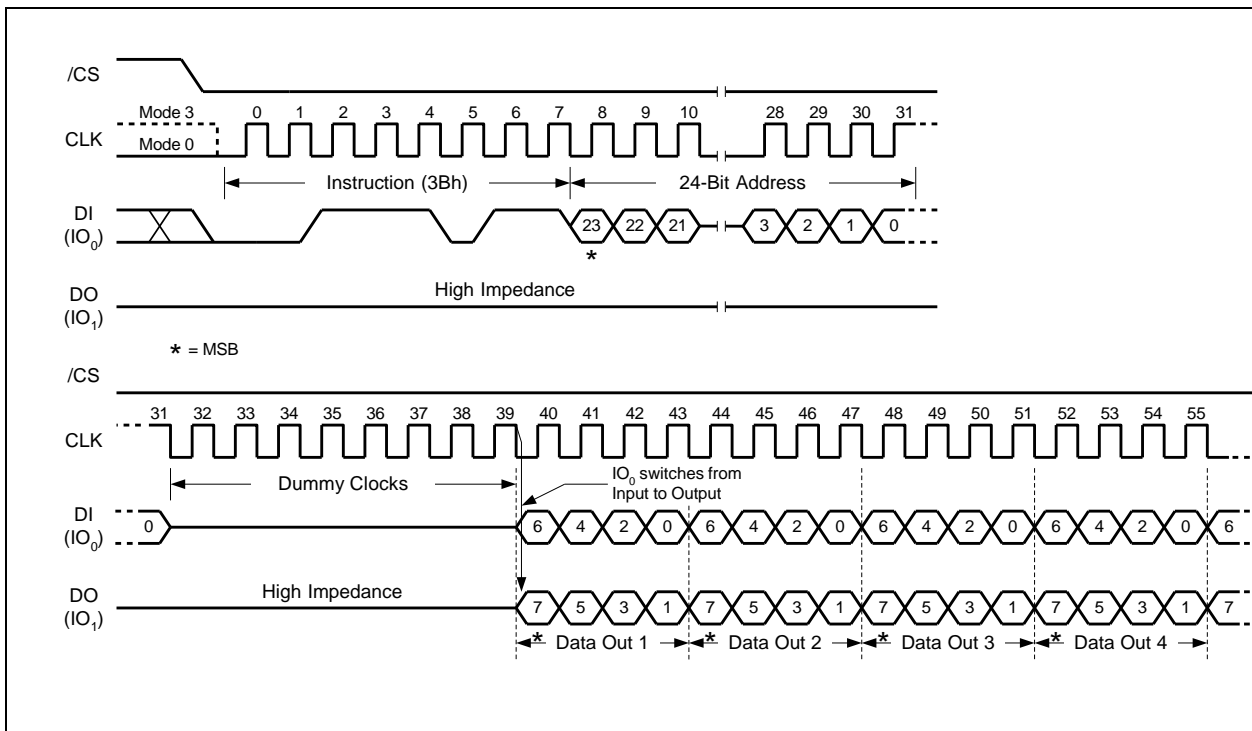 /CS
Mode 3
0 1 2 3 4 5 6 7 8 9 10 28 29 30 31
CLK
Mode 0
Instruction (3Bh)
24-Bit Address
DI
(IO0)
23 22 21 3 2 1 0
*
DO
(IO1)
High Impedance
* = MSB
/CS
31 32 33 34 35 36 37 38 39 40 41 42 43 44 45 46 47 48 49 50 51 52 53 54 55
CLK
Dummy Clocks
IO0 switches from
Input to Output
DI
(IO0)
0 6 4 2 0 6 4 2 0 6 4 2 0 6 4 2 0 6
DO
(IO1)
High Impedance
7 5 3 1 7 5 3 1 7 5 3 1 7 5 3 1 7
* Data Out 1 * Data Out 2 * Data Out 3 * Data Out 4